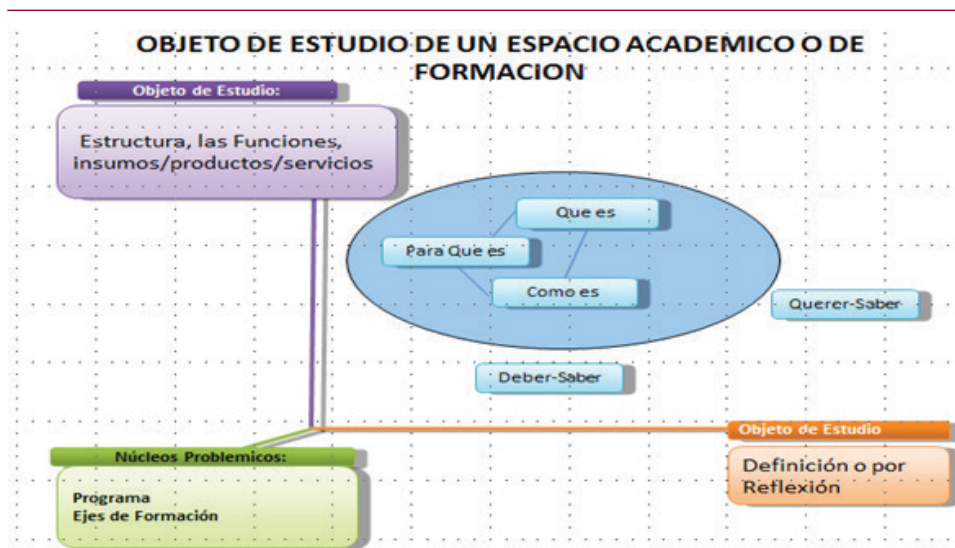 OBJETO DE ESTUDIO DE UN ESPACIO ACADEMICO O DE
FORMACION
Objeto de Estudio:
Estructura, las Funciones,
insumos/productos/servicios
Que es
Para Que es
Como es
Querer-Saber
Deber-Saber
Objeto de Estudio
Definición o por
Reflexión
Núcleos Problemicos:
Programa
Ejes de Formación